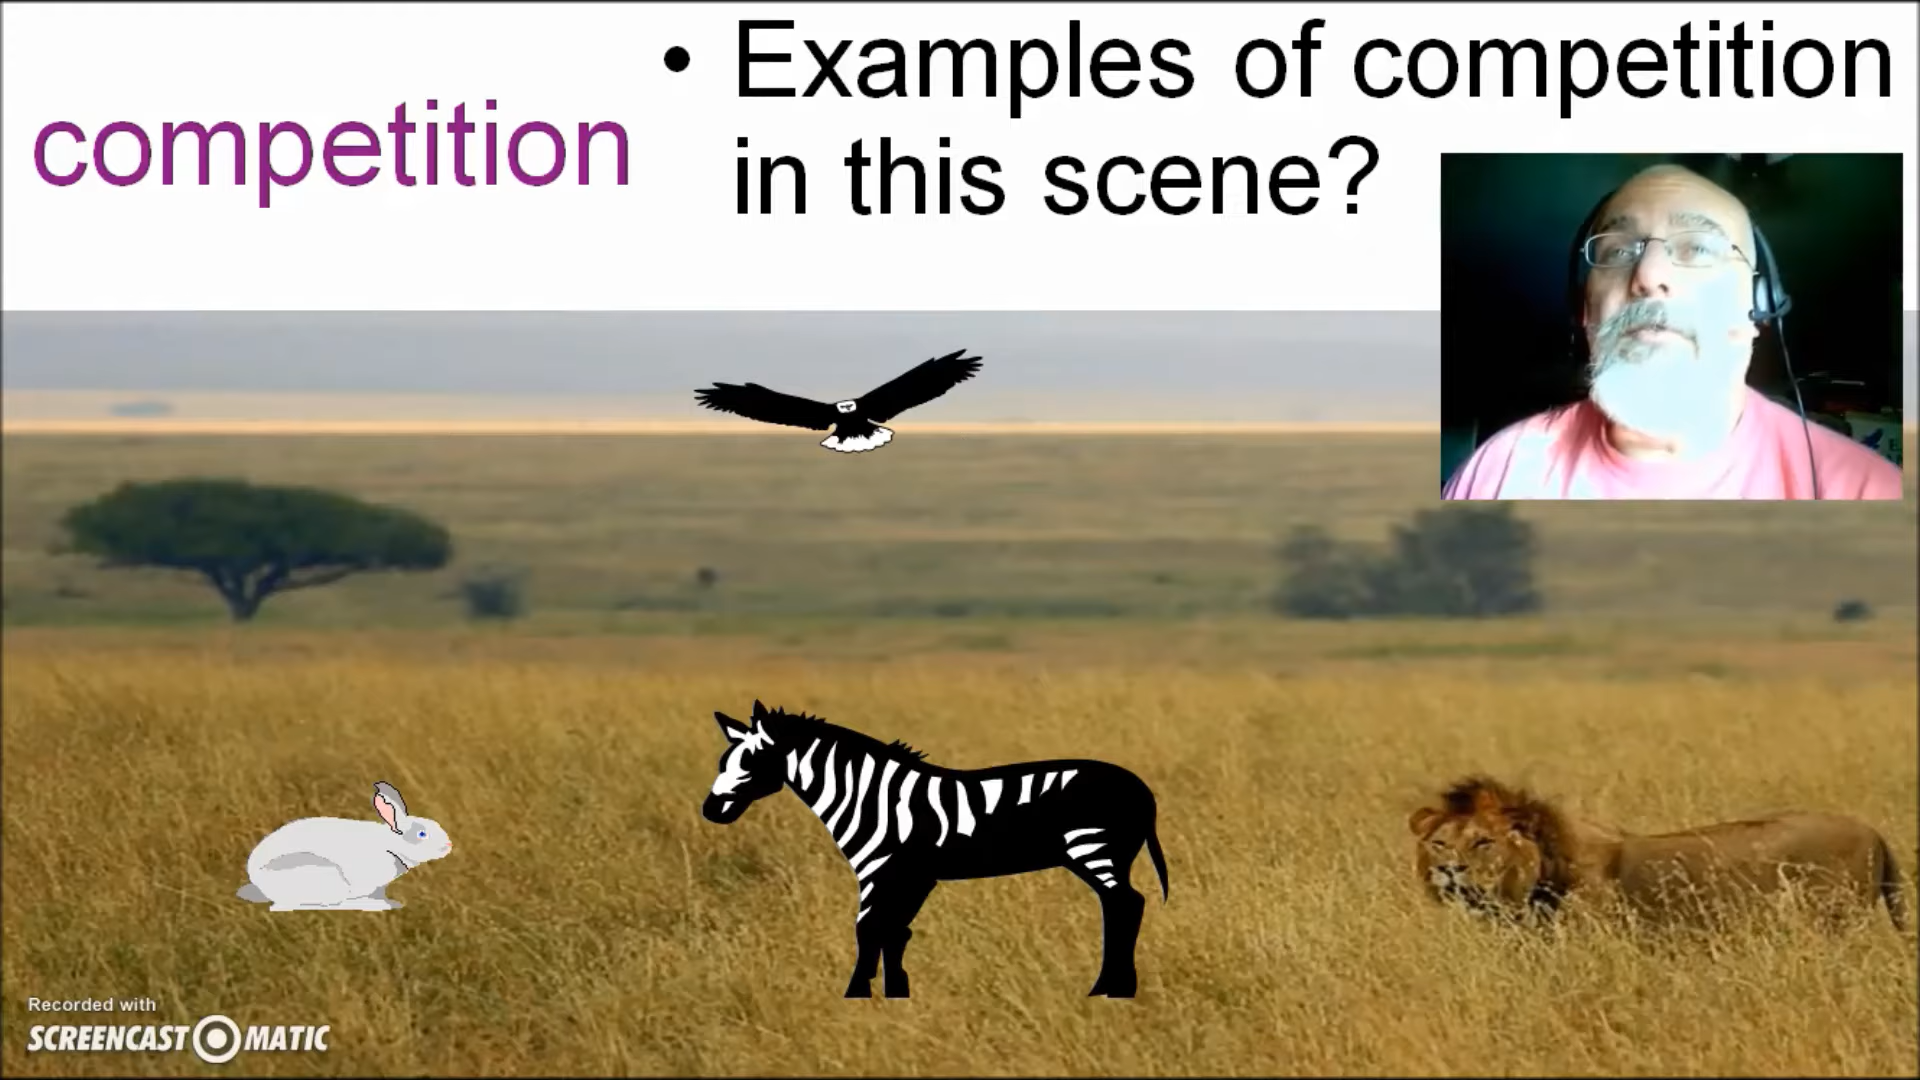 competition
• Examples of competition
in this scene?
Recorded with
SCREENCAST MATIC